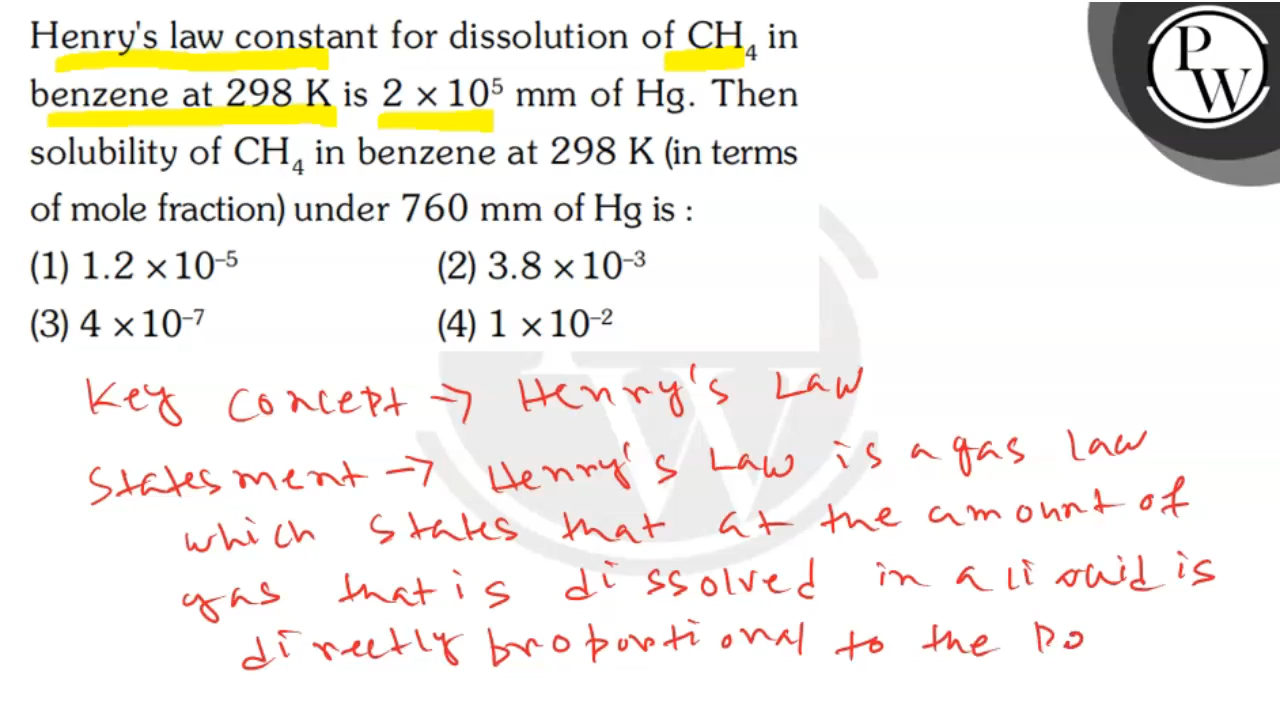 Henry's law constant for dissolution of CH₄ in
benzene at 298 K is 2 × 10⁵ mm of Hg. Then
solubility of CH₄ in benzene at 298 K (in terms
of mole fraction) under 760 mm of Hg is :
(1) 1.2 × 10⁻⁵ (2) 3.8 × 10⁻³
(3) 4 × 10⁻⁷ (4) 1 × 10⁻²
Key concept → Henry's Law
Statesment → Henry's Law is a gas law
which states that at the amount of
gas that is dissolved in a liquid is
directly proportional to the Po
P
W